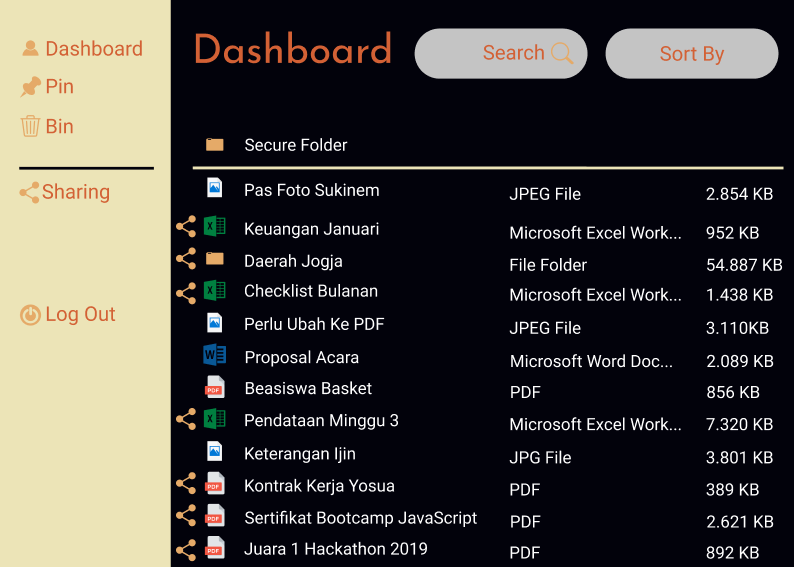 Dashboard
Pin
Bin
Sharing
Log Out
Dashboard
Search
Sort By
Secure Folder
Pas Foto Sukinem JPEG File 2.854 KB
Keuangan Januari Microsoft Excel Work... 952 KB
Daerah Jogja File Folder 54.887 KB
Checklist Bulanan Microsoft Excel Work... 1.438 KB
Perlu Ubah Ke PDF JPEG File 3.110KB
Proposal Acara Microsoft Word Doc... 2.089 KB
PDF Beasiswa Basket PDF 856 KB
Pendataan Minggu 3 Microsoft Excel Work... 7.320 KB
Keterangan Ijin JPG File 3.801 KB
PDF Kontrak Kerja Yosua PDF 389 KB
PDF Sertifikat Bootcamp JavaScript PDF 2.621 KB
PDF Juara 1 Hackathon 2019 PDF 892 KB